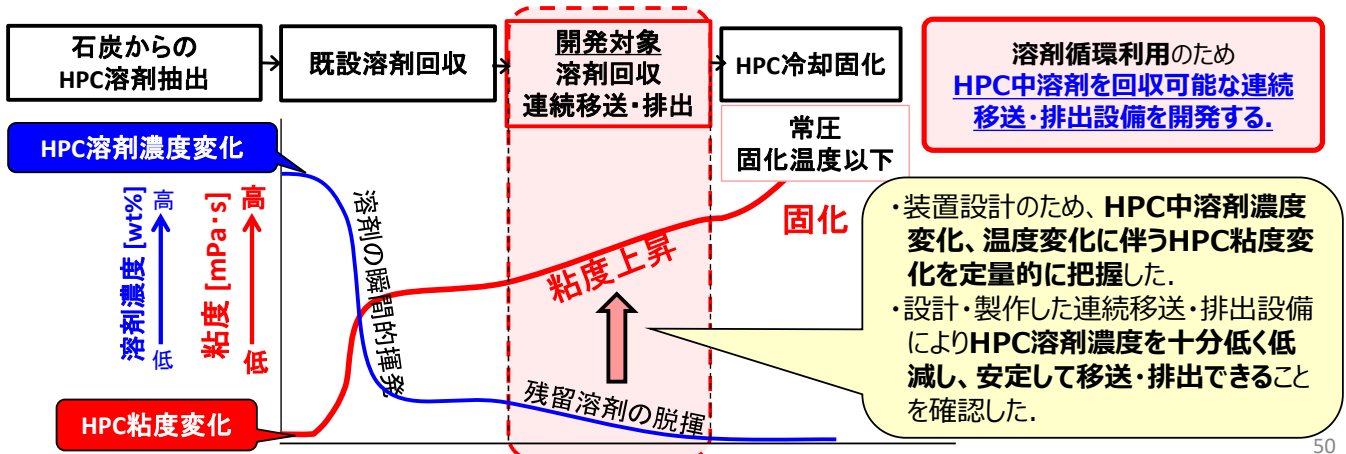 石炭からの
HPC溶剤抽出
既設溶剤回収
開発対象
溶剤回収
連続移送・排出
HPC冷却固化
溶剤循環利用のため
HPC中溶剤を回収可能な連続
移送・排出設備を開発する.
常圧
固化温度以下
HPC溶剤濃度変化
溶剤濃度 [wt%]
高
低
粘度 [mPa・s]
高
低
溶剤の瞬間的揮発
粘度上昇
固化
残留溶剤の脱揮
HPC粘度変化
・装置設計のため、HPC中溶剤濃度
変化、温度変化に伴うHPC粘度変
化を定量的に把握した.
・設計・製作した連続移送・排出設備
によりHPC溶剤濃度を十分低く低
減し、安定して移送・排出できること
を確認した.
50